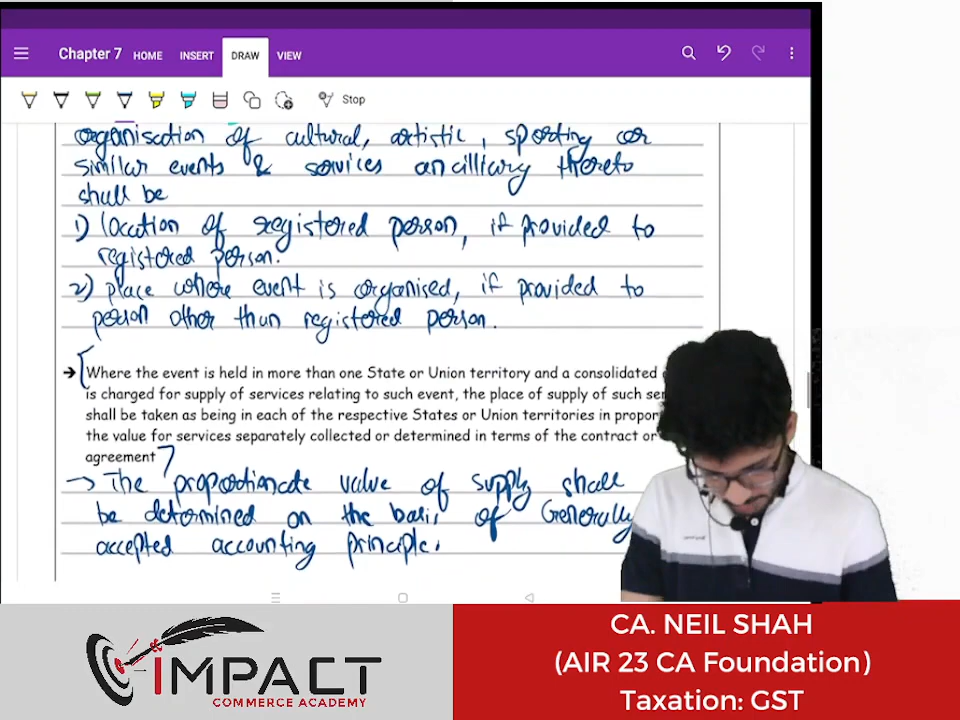 Chapter 7 HOME INSERT DRAW VIEW
Stop
organisation of cultural, artistic, sporting or
similar events & services ancilliary thereto
shall be
1) location of registered person, if provided to
registered person.
2) place where event is organised, if provided to
person other than registered person.
→ Where the event is held in more than one State or Union territory and a consolidated
is charged for supply of services relating to such event, the place of supply of such
shall be taken as being in each of the respective States or Union territories in
the value for services separately collected or determined in terms of the contract or
agreement
→ The proportionate value of supply shall
be determined on the basis of Generally
accepted accounting principle.
IMPACT
COMMERCE ACADEMY
CA. NEIL SHAH
(AIR 23 CA Foundation)
Taxation: GST